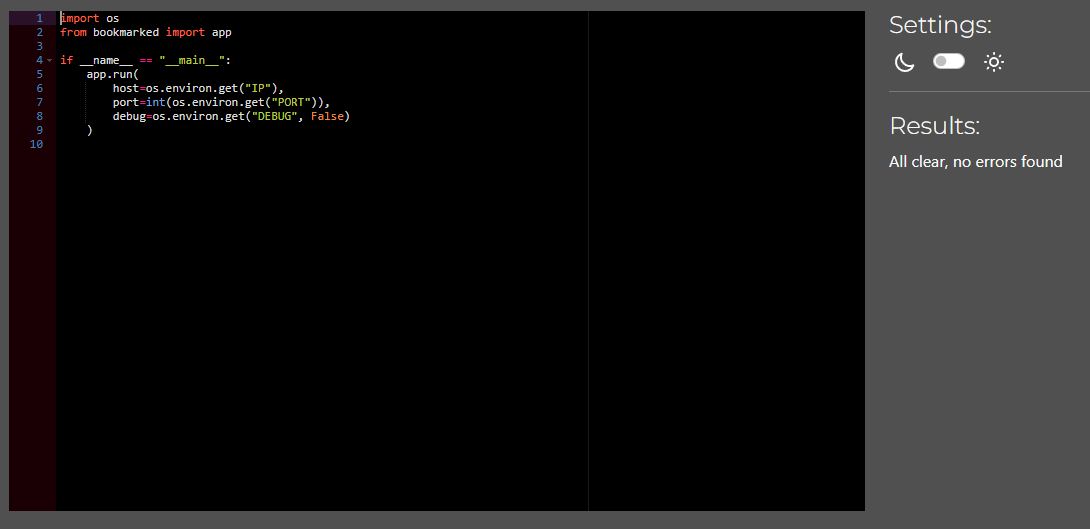 1 import os
2 from bookmarked import app
3
4 if __name__ == "__main__":
5     app.run(
6         host=os.environ.get("IP"),
7         port=int(os.environ.get("PORT")),
8         debug=os.environ.get("DEBUG", False)
9     )
10
Settings:
Results:
All clear, no errors found